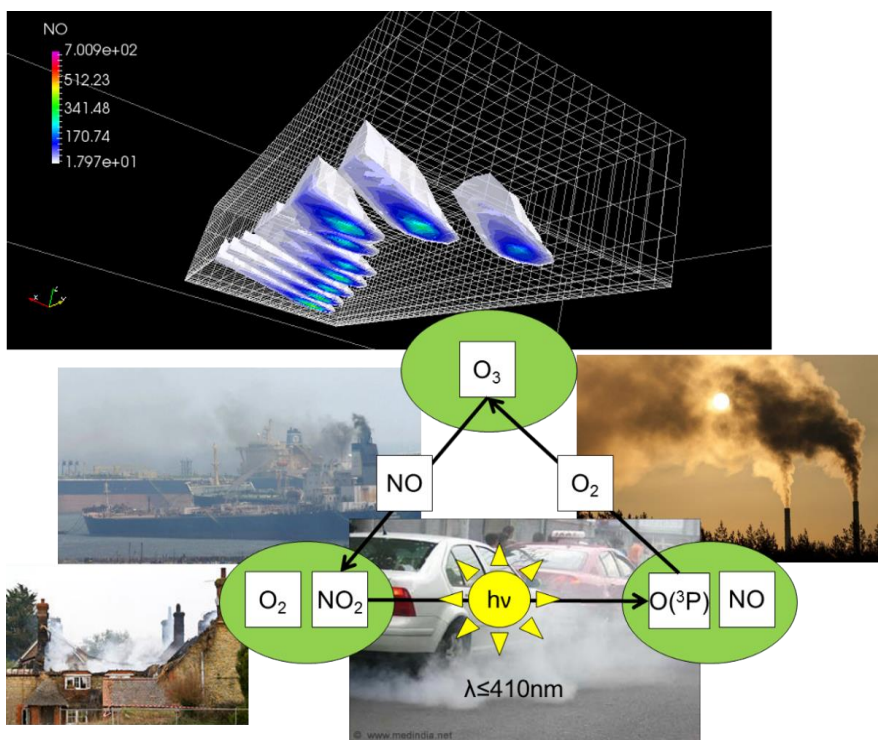 NO
7.009e+02
512.23
341.48
170.74
1.797e+01
X Z Y
O₃
NO
O₂
O₂
NO₂
hν
O(³P)
NO
λ≤410nm
© www.medindia.net